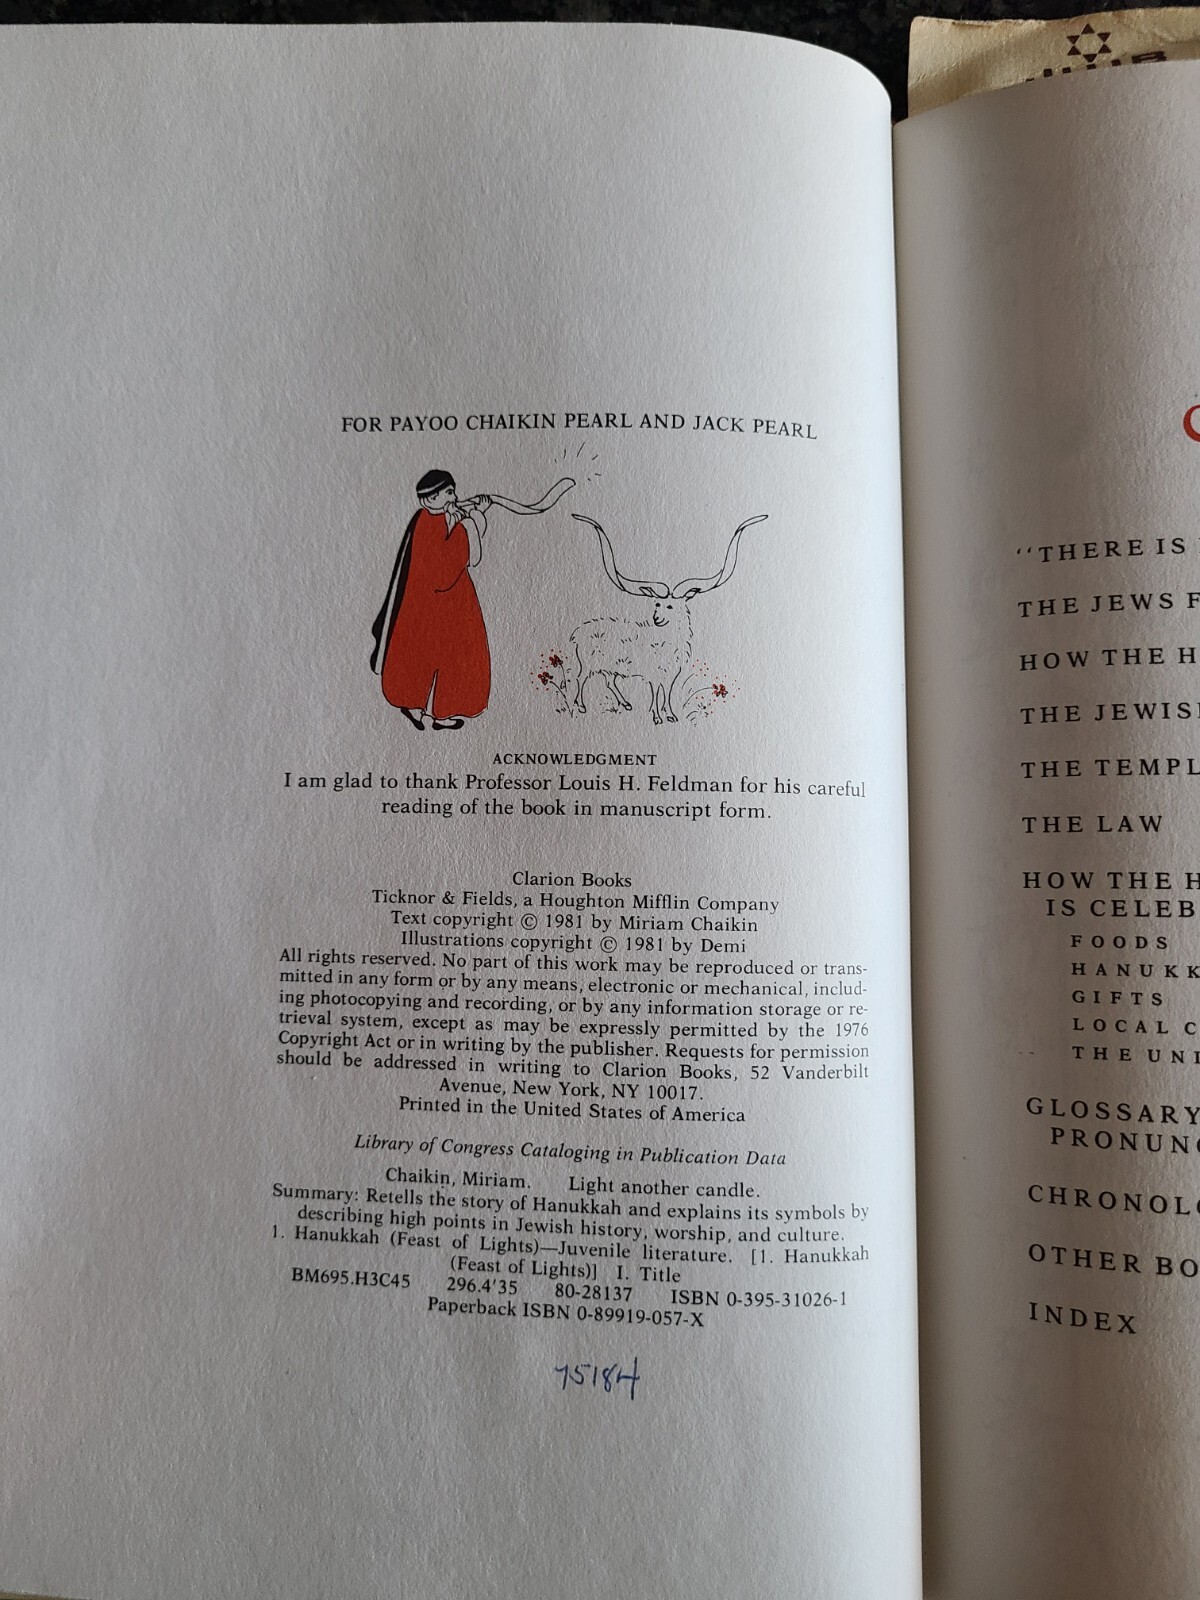 FOR PAYOO CHAIKIN PEARL AND JACK PEARL
ACKNOWLEDGMENT
I am glad to thank Professor Louis H. Feldman for his careful
reading of the book in manuscript form.
Clarion Books
Ticknor & Fields, a Houghton Mifflin Company
Text copyright © 1981 by Miriam Chaikin
Illustrations copyright © 1981 by Demi
All rights reserved. No part of this work may be reproduced or trans-
mitted in any form or by any means, electronic or mechanical, includ-
ing photocopying and recording, or by any information storage or re-
trieval system, except as may be expressly permitted by the 1976
Copyright Act or in writing by the publisher. Requests for permission
should be addressed in writing to Clarion Books, 52 Vanderbilt
Avenue, New York, NY 10017.
Printed in the United States of America
Library of Congress Cataloging in Publication Data
Chaikin, Miriam. Light another candle.
Summary: Retells the story of Hanukkah and explains its symbols by
describing high points in Jewish history, worship, and culture.
1. Hanukkah (Feast of Lights)—Juvenile literature. [1. Hanukkah
(Feast of Lights)] I. Title
BM695.H3C45 296.4'35 80-28137 ISBN 0-395-31026-1
Paperback ISBN 0-89919-057-X
75184
“THERE IS
THE JEWS F
HOW THE H
THE JEWIS
THE TEMPL
THE LAW
HOW THE H
IS CELEB
FOODS
HANUKK
GIFTS
LOCAL C
THE UNI
GLOSSARY
PRONUNC
CHRONOL
OTHER BO
INDEX